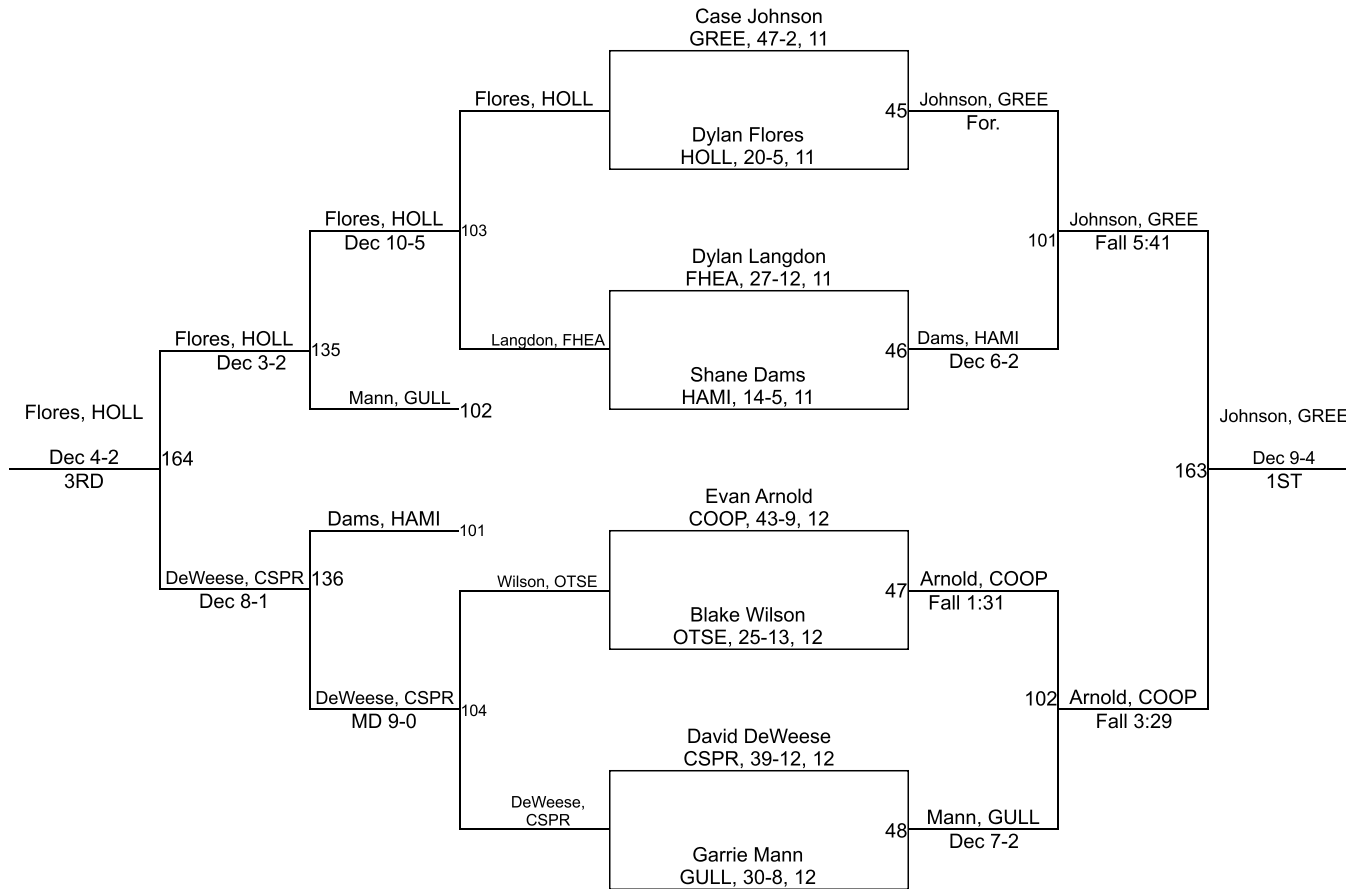 Case Johnson
GREE, 47-2, 11
Flores, HOLL
45
Johnson, GREE
For.
Dylan Flores
HOLL, 20-5, 11
Flores, HOLL
Dec 10-5
103
101
Johnson, GREE
Fall 5:41
Dylan Langdon
FHEA, 27-12, 11
Flores, HOLL
Dec 3-2
135
Langdon, FHEA
46
Dams, HAMI
Dec 6-2
Shane Dams
HAMI, 14-5, 11
Mann, GULL
102
Flores, HOLL
Dec 4-2
3RD
164
Johnson, GREE
163
Dec 9-4
1ST
Evan Arnold
COOP, 43-9, 12
Dams, HAMI
101
DeWeese, CSPR
Dec 8-1
136
Wilson, OTSE
47
Arnold, COOP
Fall 1:31
Blake Wilson
OTSE, 25-13, 12
DeWeese, CSPR
MD 9-0
104
102
Arnold, COOP
Fall 3:29
David DeWeese
CSPR, 39-12, 12
DeWeese,
CSPR
48
Mann, GULL
Dec 7-2
Garrie Mann
GULL, 30-8, 12